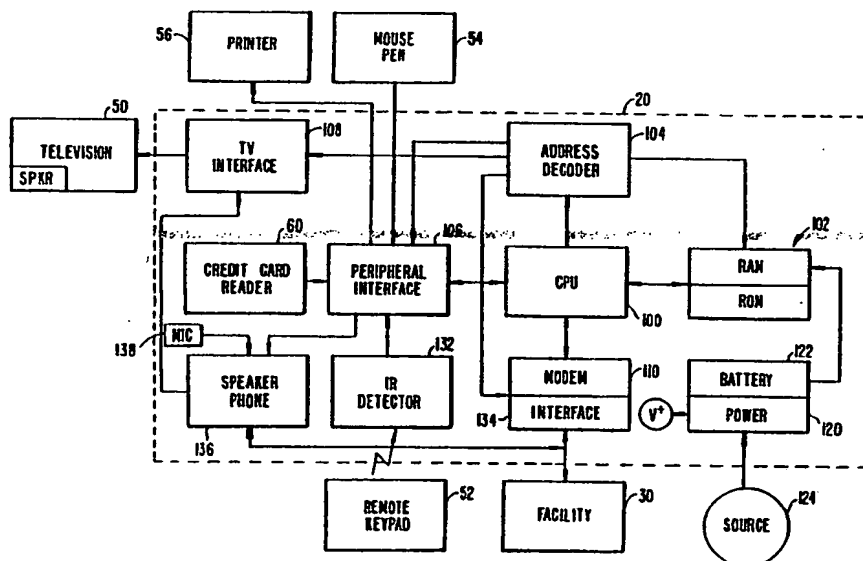 56
PRINTER
MOUSE
PEN
54
50
TELEVISION
SPKR
108
TV
INTERFACE
20
ADDRESS
DECODER
104
60
CREDIT CARD
READER
106
PERIPHERAL
INTERFACE
CPU
100
102
RAM
ROM
MIC
138
SPEAKER
PHONE
136
132
IR
DETECTOR
MODEM
110
134
INTERFACE
122
BATTERY
V+
POWER
120
REMOTE
KEYPAD
52
FACILITY
30
SOURCE
124